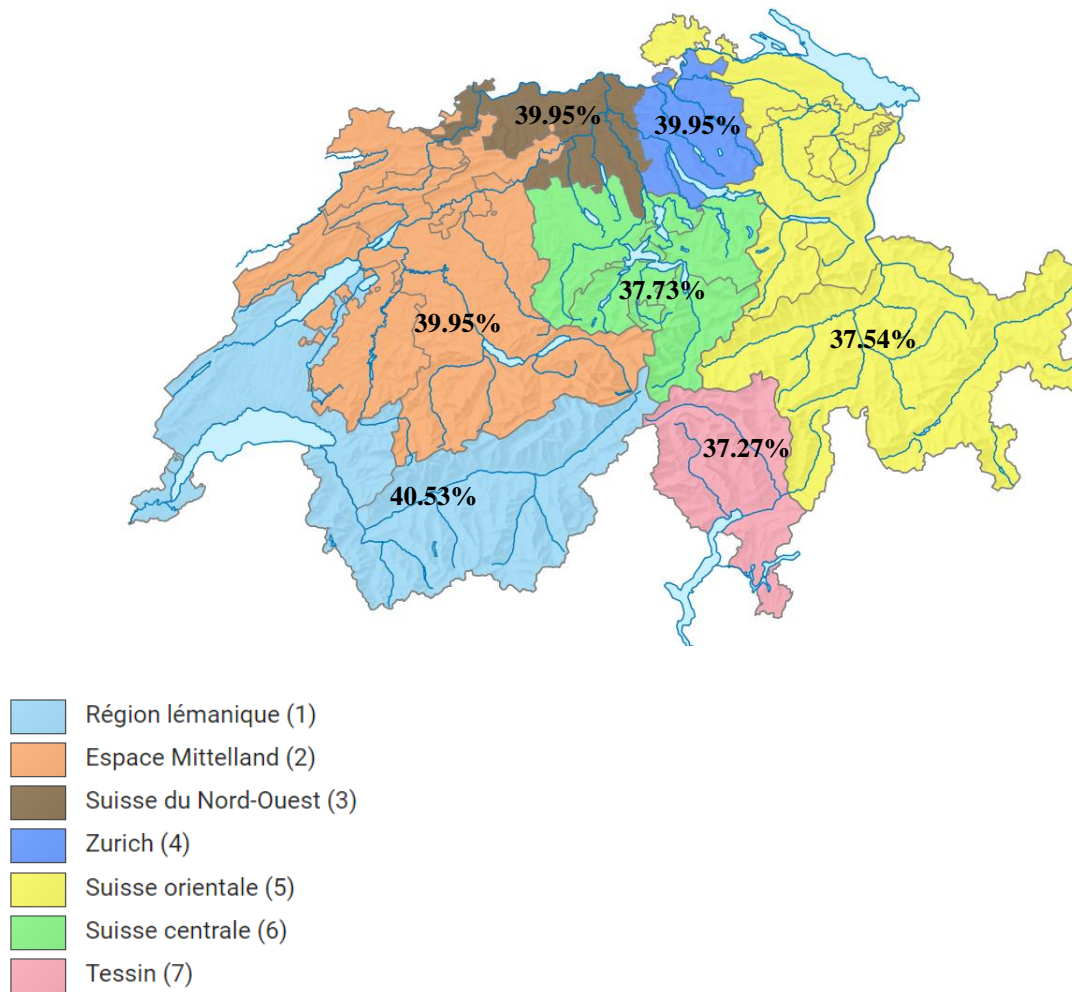 39.95%
39.95%
37.73%
39.95%
37.54%
37.27%
40.53%
Région lémanique (1)
Espace Mittelland (2)
Suisse du Nord-Ouest (3)
Zurich (4)
Suisse orientale (5)
Suisse centrale (6)
Tessin (7)